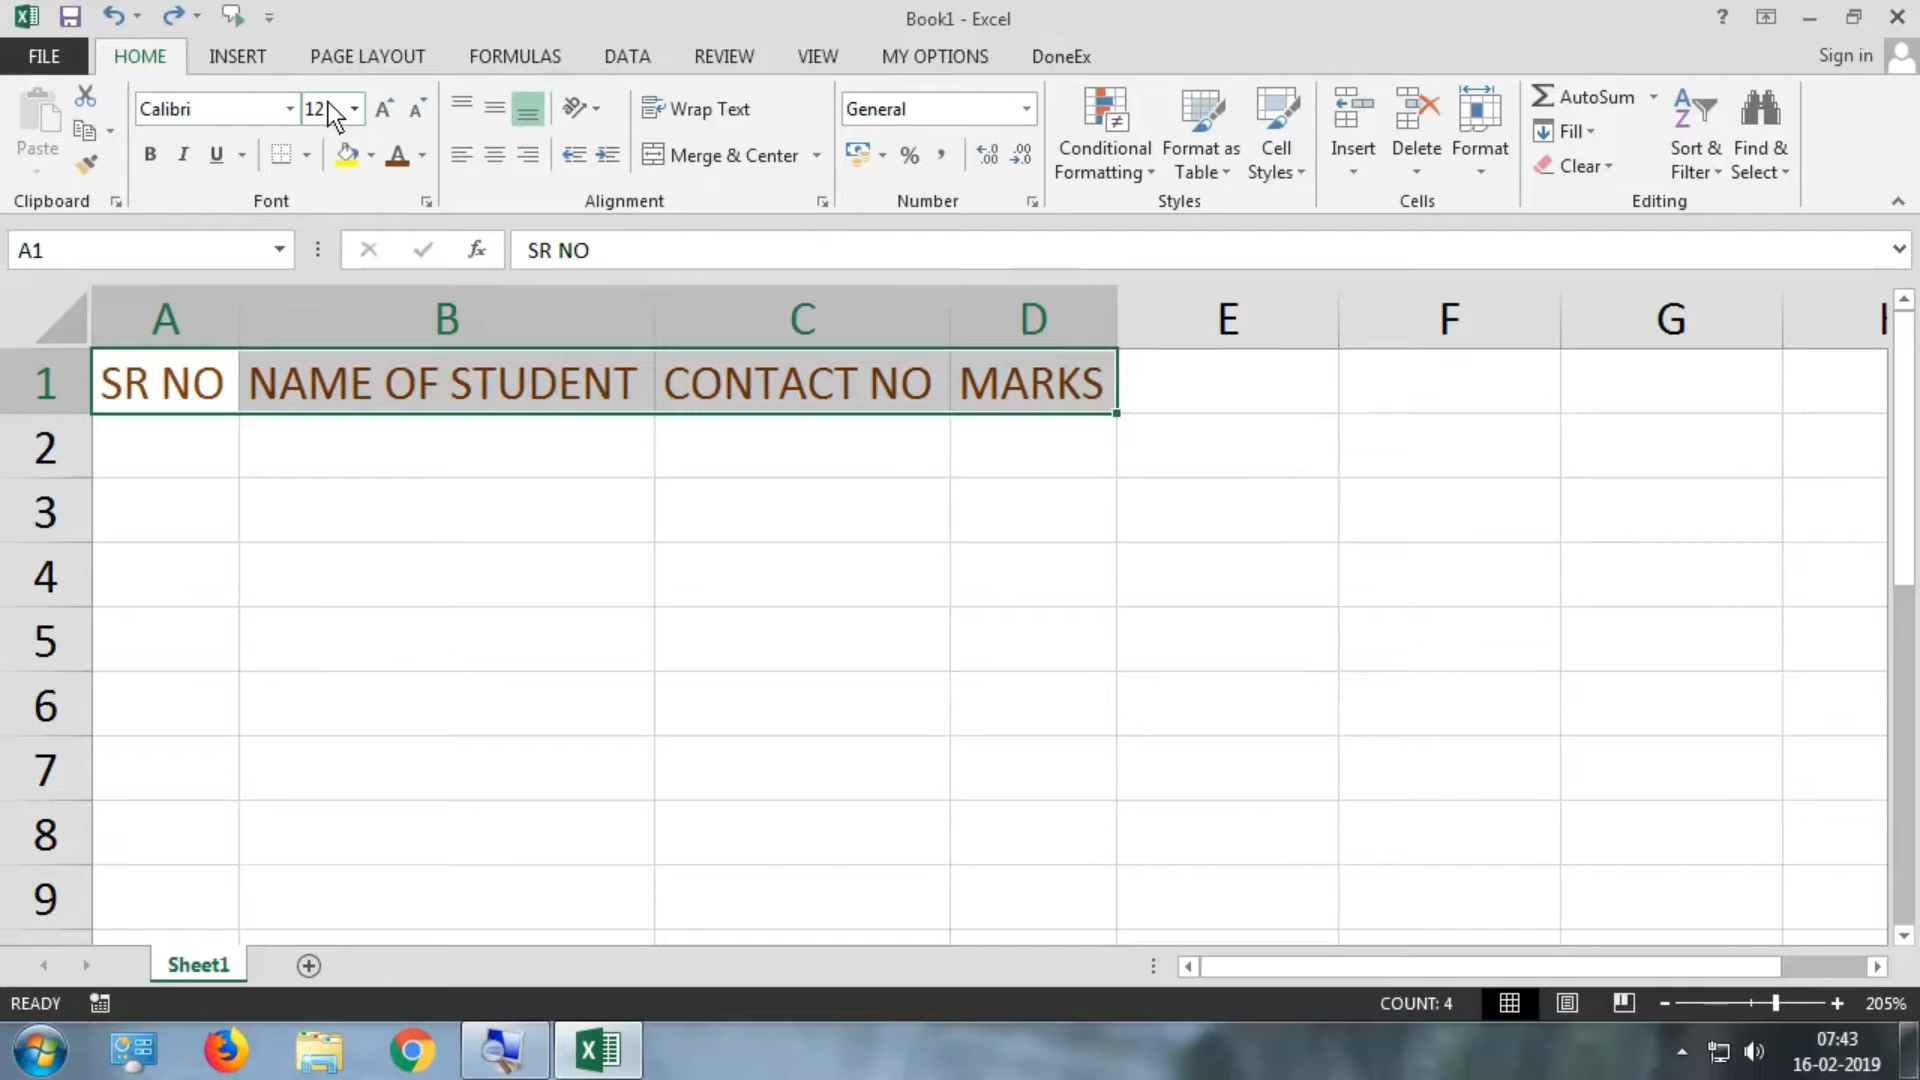 Book1 - Excel
FILE HOME INSERT PAGE LAYOUT FORMULAS DATA REVIEW VIEW MY OPTIONS DoneEx Sign in
Paste
Clipboard
Calibri 12
B I U
Font
Wrap Text
Merge & Center
Alignment
General
%
Number
Conditional Formatting
Format as Table
Cell Styles
Styles
Insert
Delete
Format
Cells
AutoSum
Fill
Clear
Sort & Filter
Find & Select
Editing
A1 fx SR NO
A B C D E F G
1 SR NO NAME OF STUDENT CONTACT NO MARKS
2
3
4
5
6
7
8
9
Sheet1
READY COUNT: 4 205%
07:43
16-02-2019